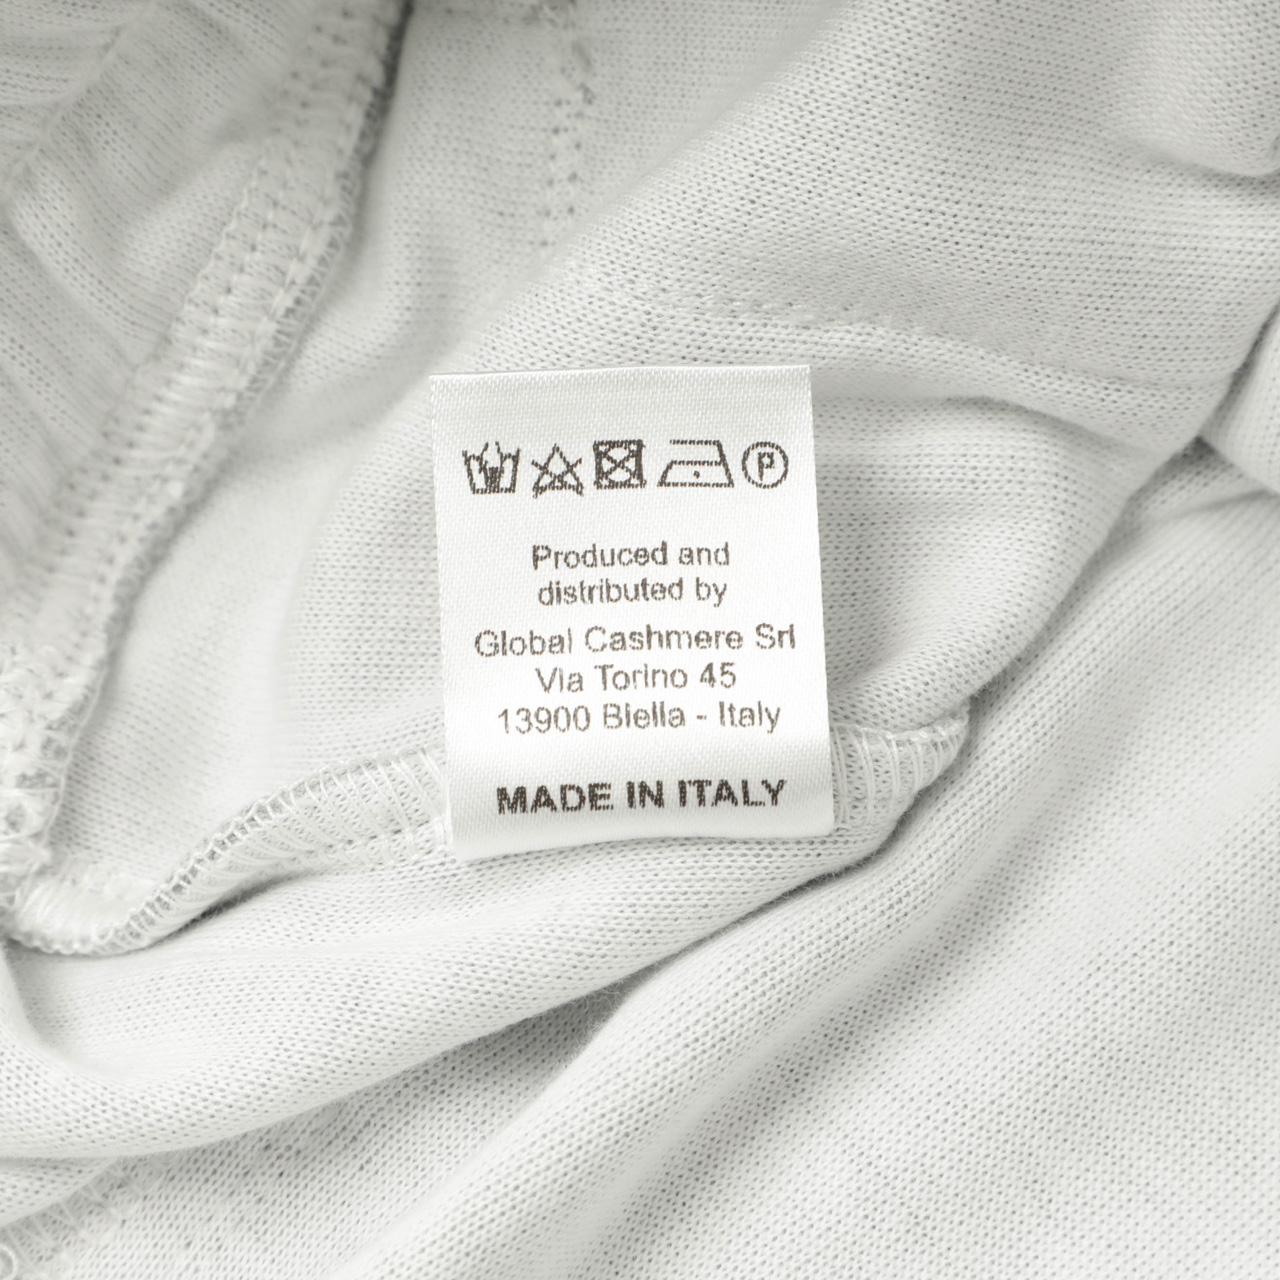 P
Produced and
distributed by
Global Cashmere Srl
Via Torino 45
13900 Biella - Italy
MADE IN ITALY